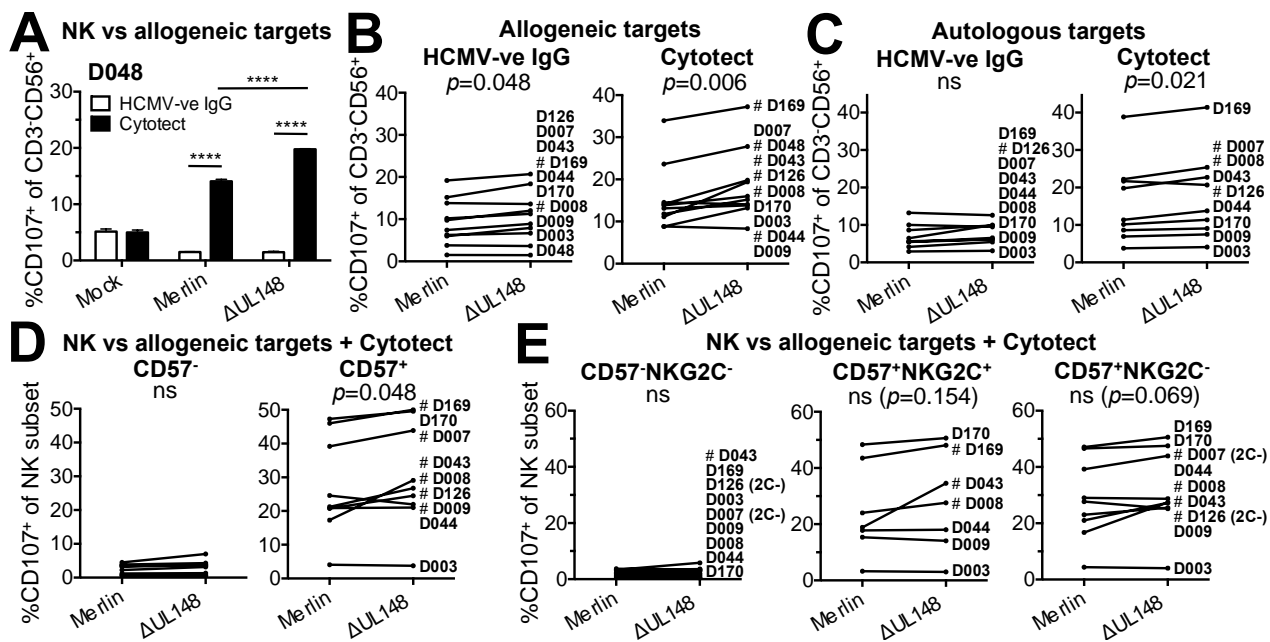 A NK vs allogeneic targets
D048
HCMV-ve IgG
Cytotect
****
****
****
%CD107⁺ of CD3⁻CD56⁺
30
20
10
0
Mock
Merlin
ΔUL148
B Allogeneic targets
HCMV-ve IgG
p=0.048
40
30
20
10
0
D126
D007
D043
# D169
D044
D170
# D008
D009
D003
D048
Merlin
ΔUL148
Cytotect
p=0.006
40
30
20
10
0
# D169
D007
# D048
# D043
# D126
# D008
D170
D003
# D044
D009
Merlin
ΔUL148
%CD107⁺ of CD3⁻CD56⁺
C Autologous targets
HCMV-ve IgG
ns
40
30
20
10
0
D169
# D126
D007
D043
D044
D008
D170
D009
D003
Merlin
ΔUL148
Cytotect
p=0.021
40
30
20
10
0
D169
# D007
# D008
D043
# D126
D044
D170
D009
D003
Merlin
ΔUL148
%CD107⁺ of CD3⁻CD56⁺
D NK vs allogeneic targets + Cytotect
CD57⁻
ns
50
40
30
20
10
0
Merlin
ΔUL148
CD57⁺
p=0.048
50
40
30
20
10
0
# D169
D170
# D007
# D043
# D008
# D126
# D009
D044
D003
Merlin
ΔUL148
%CD107⁺ of NK subset
E NK vs allogeneic targets + Cytotect
CD57⁻NKG2C⁻
ns
60
40
20
0
# D043
D169
D126 (2C-)
D003
D007 (2C-)
D009
D008
D044
D170
Merlin
ΔUL148
CD57⁺NKG2C⁺
ns (p=0.154)
60
40
20
0
D170
# D169
# D043
# D008
D044
D009
D003
Merlin
ΔUL148
CD57⁺NKG2C⁻
ns (p=0.069)
60
50
40
30
20
10
0
D169
D170
# D007 (2C-)
D044
# D008
# D043
# D126 (2C-)
D009
D003
Merlin
ΔUL148
%CD107⁺ of NK subset